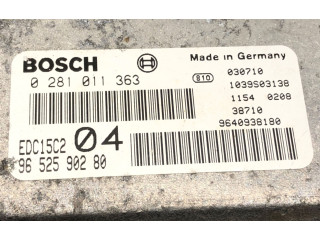 BOSCH
Made in Germany
0 281 011 363
810
030710
1039S03138
1154 0208
38710
9640938180
EDC15C2 04
96 525 902 80